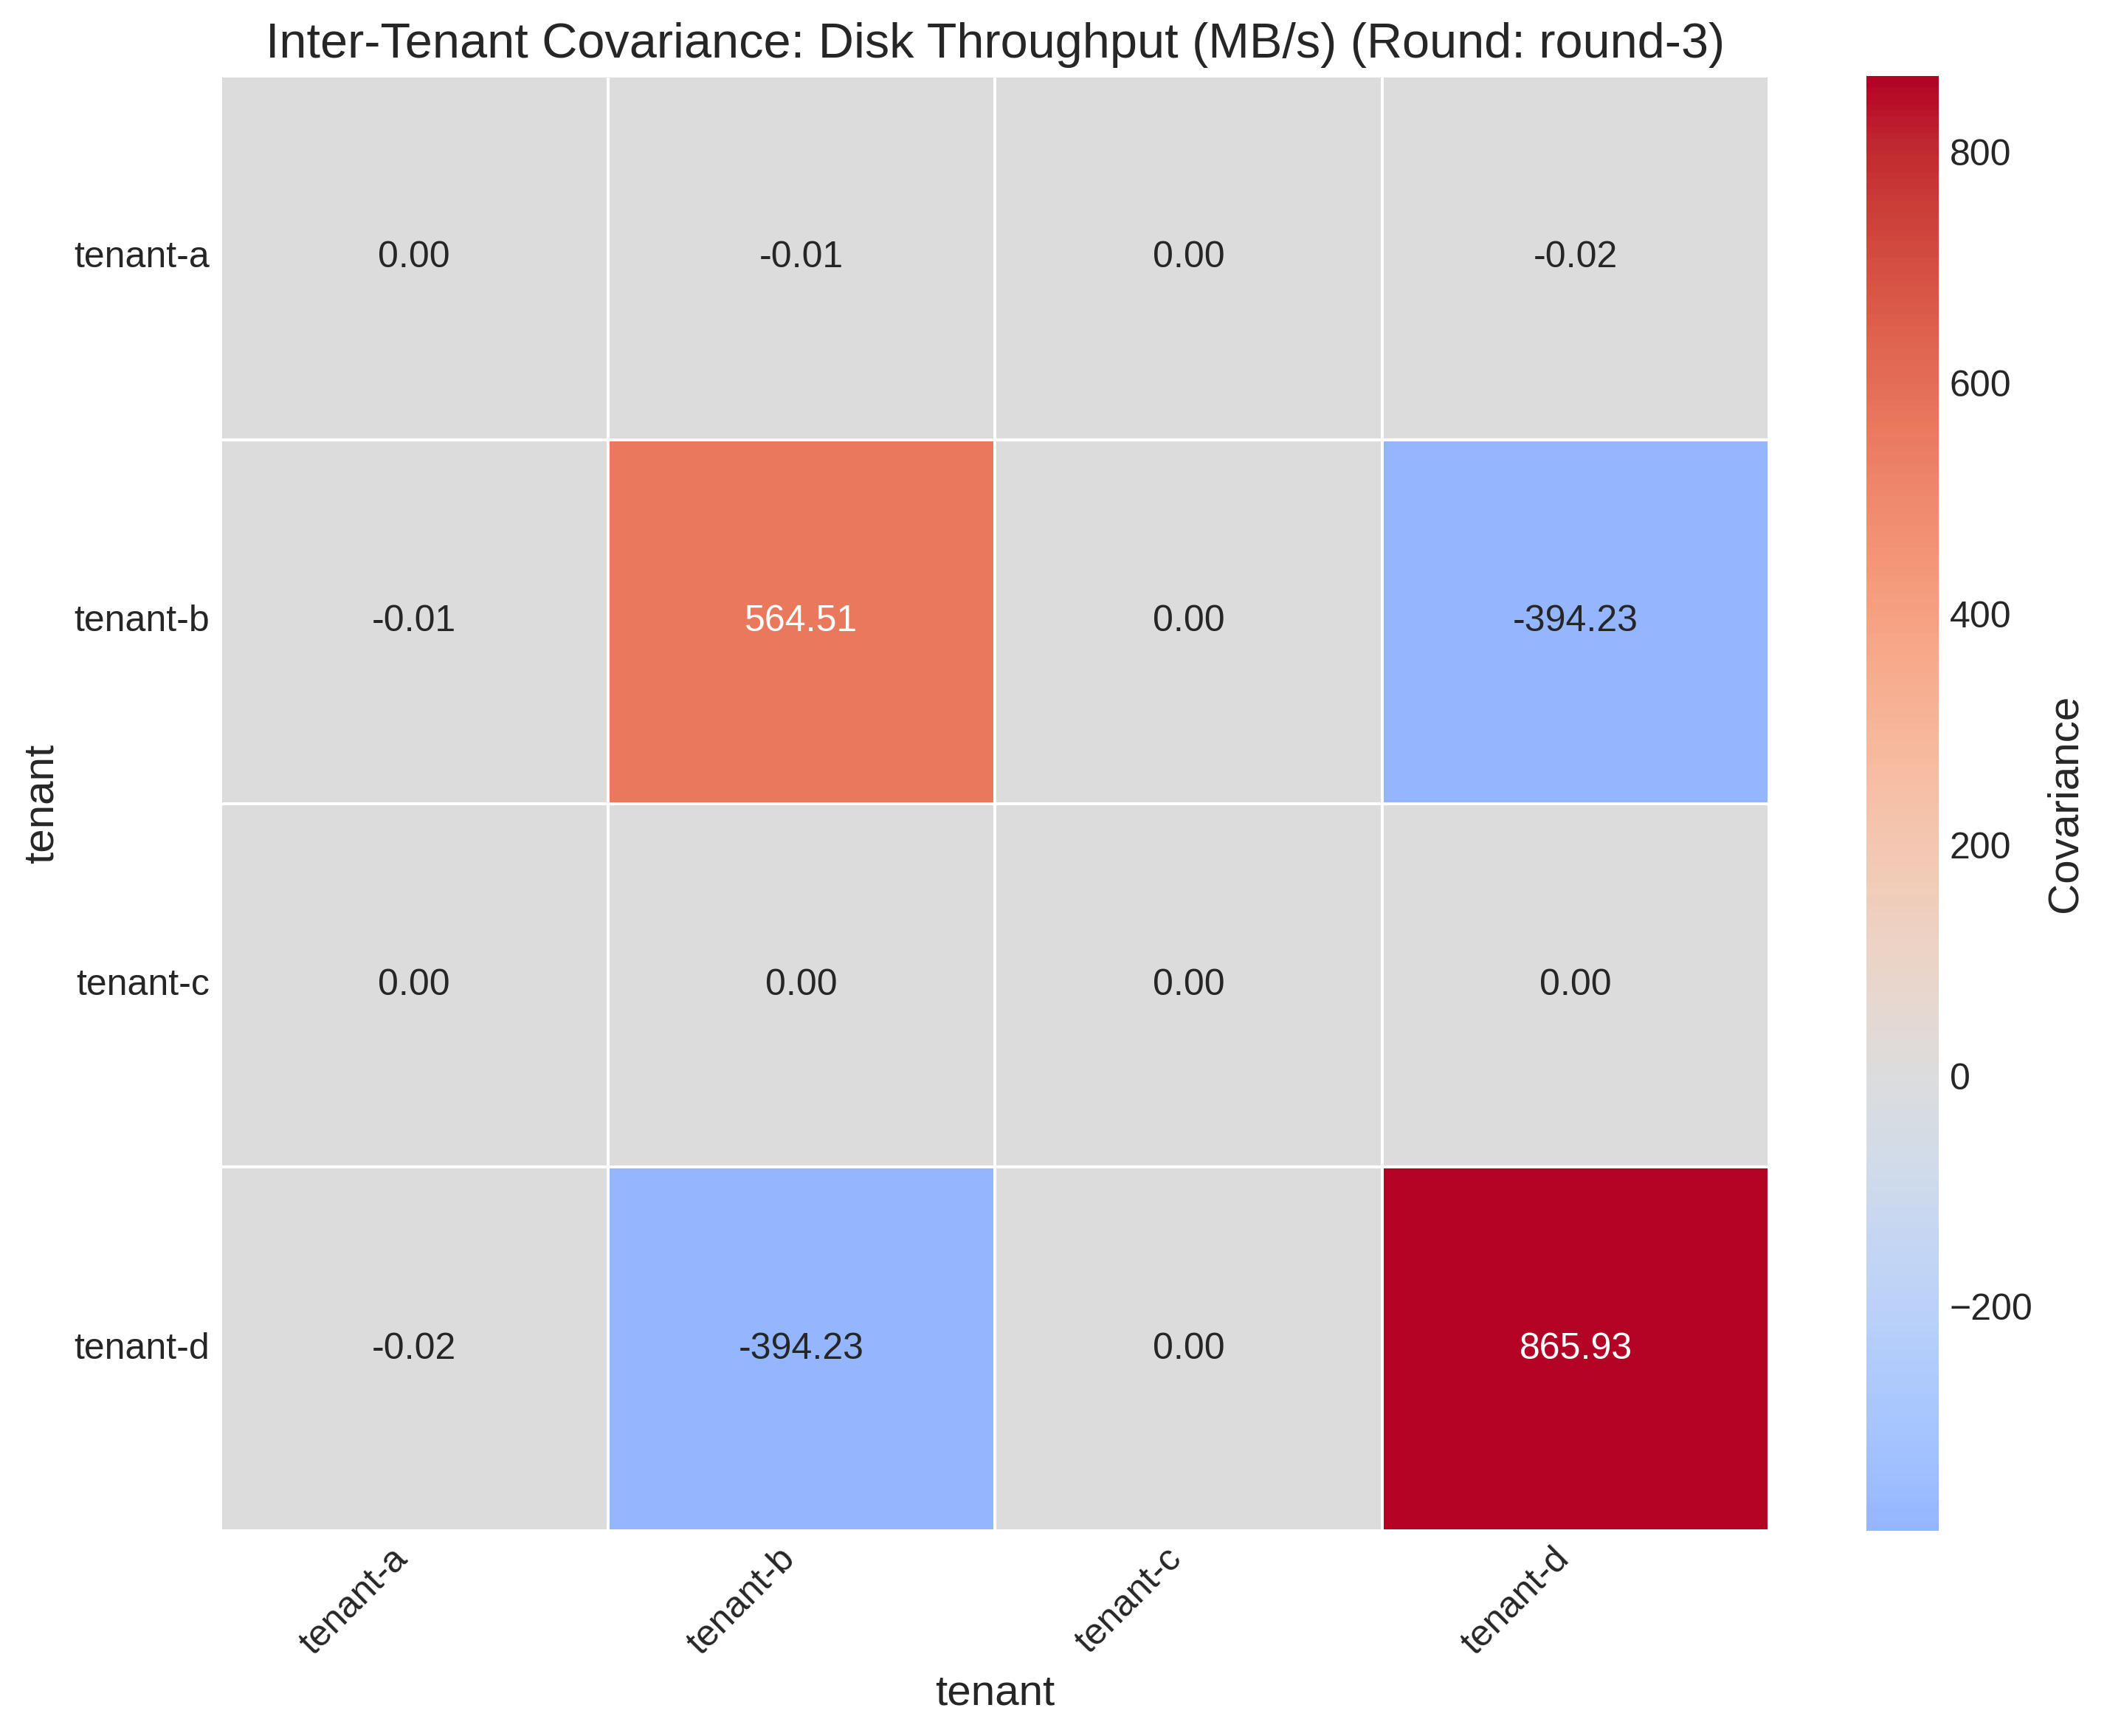 Inter-Tenant Covariance: Disk Throughput (MB/s) (Round: round-3)
tenant
tenant-a 0.00 -0.01 0.00 -0.02
tenant-b -0.01 564.51 0.00 -394.23
tenant-c 0.00 0.00 0.00 0.00
tenant-d -0.02 -394.23 0.00 865.93
tenant-a tenant-b tenant-c tenant-d
tenant
800
600
400
200
0
−200
Covariance